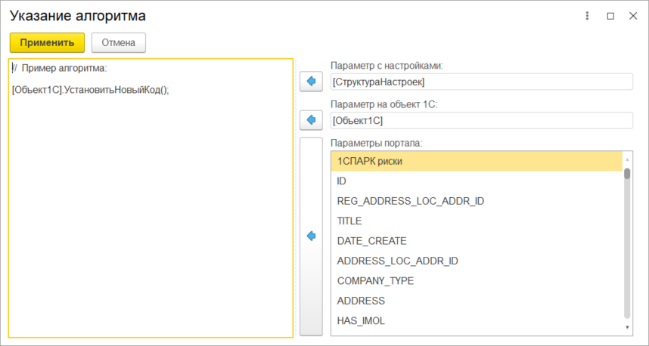 Указание алгоритма
Применить
Отмена
// Пример алгоритма:
[Объект1С].УстановитьНовыйКод();
Параметр с настройками:
[СтруктураНастроек]
Параметр на объект 1С:
[Объект1С]
Параметры портала:
1СПАРК риски
ID
REG_ADDRESS_LOC_ADDR_ID
TITLE
DATE_CREATE
ADDRESS_LOC_ADDR_ID
COMPANY_TYPE
ADDRESS
HAS_IMOL